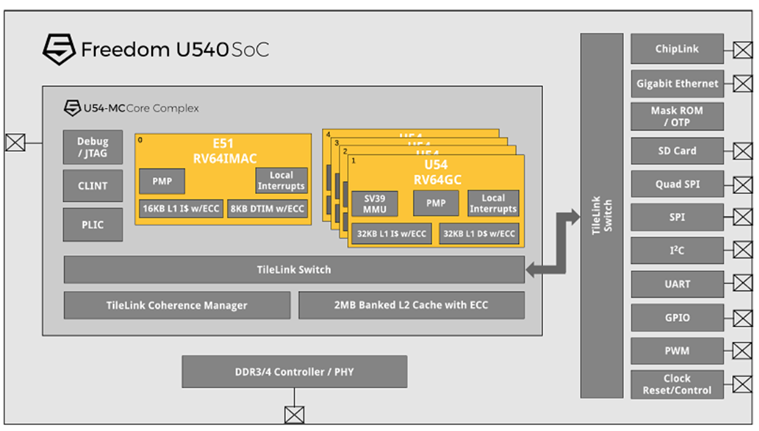 Freedom U540 SoC
U54-MC Core Complex
Debug
/ JTAG
CLINT
PLIC
0
E51
RV64IMAC
PMP
Local
Interrupts
16KB L1 I$ w/ECC
8KB DTIM w/ECC
4
3
2
1
U54
RV64GC
SV39
MMU
PMP
Local
Interrupts
32KB L1 I$ w/ECC
32KB L1 D$ w/ECC
TileLink Switch
TileLink Coherence Manager
2MB Banked L2 Cache with ECC
DDR3/4 Controller / PHY
TileLink
Switch
ChipLink
Gigabit Ethernet
Mask ROM
/ OTP
SD Card
Quad SPI
SPI
I²C
UART
GPIO
PWM
Clock
Reset/Control